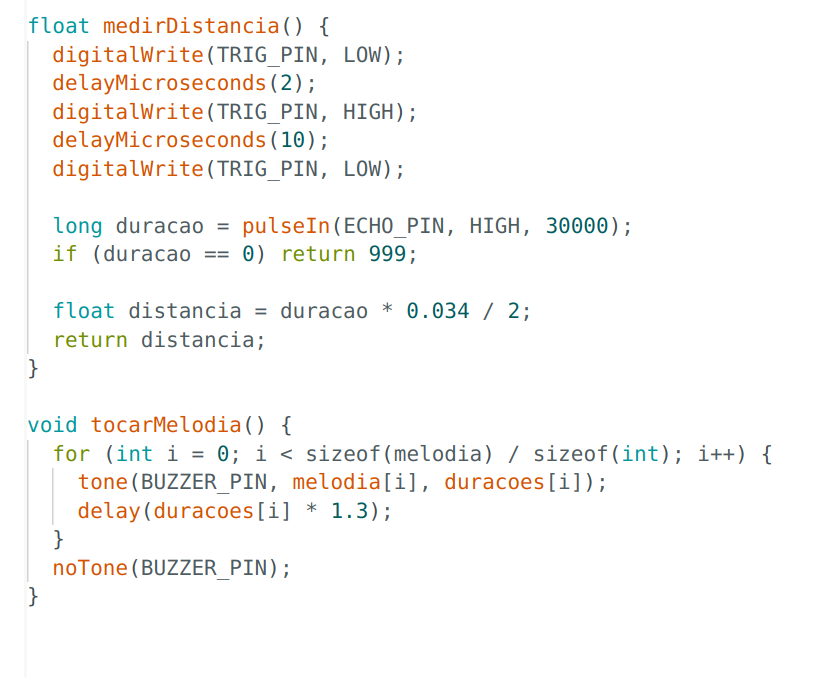 float medirDistancia() {
  digitalWrite(TRIG_PIN, LOW);
  delayMicroseconds(2);
  digitalWrite(TRIG_PIN, HIGH);
  delayMicroseconds(10);
  digitalWrite(TRIG_PIN, LOW);

  long duracao = pulseIn(ECHO_PIN, HIGH, 30000);
  if (duracao == 0) return 999;

  float distancia = duracao * 0.034 / 2;
  return distancia;
}

void tocarMelodia() {
  for (int i = 0; i < sizeof(melodia) / sizeof(int); i++) {
    tone(BUZZER_PIN, melodia[i], duracoes[i]);
    delay(duracoes[i] * 1.3);
  }
  noTone(BUZZER_PIN);
}